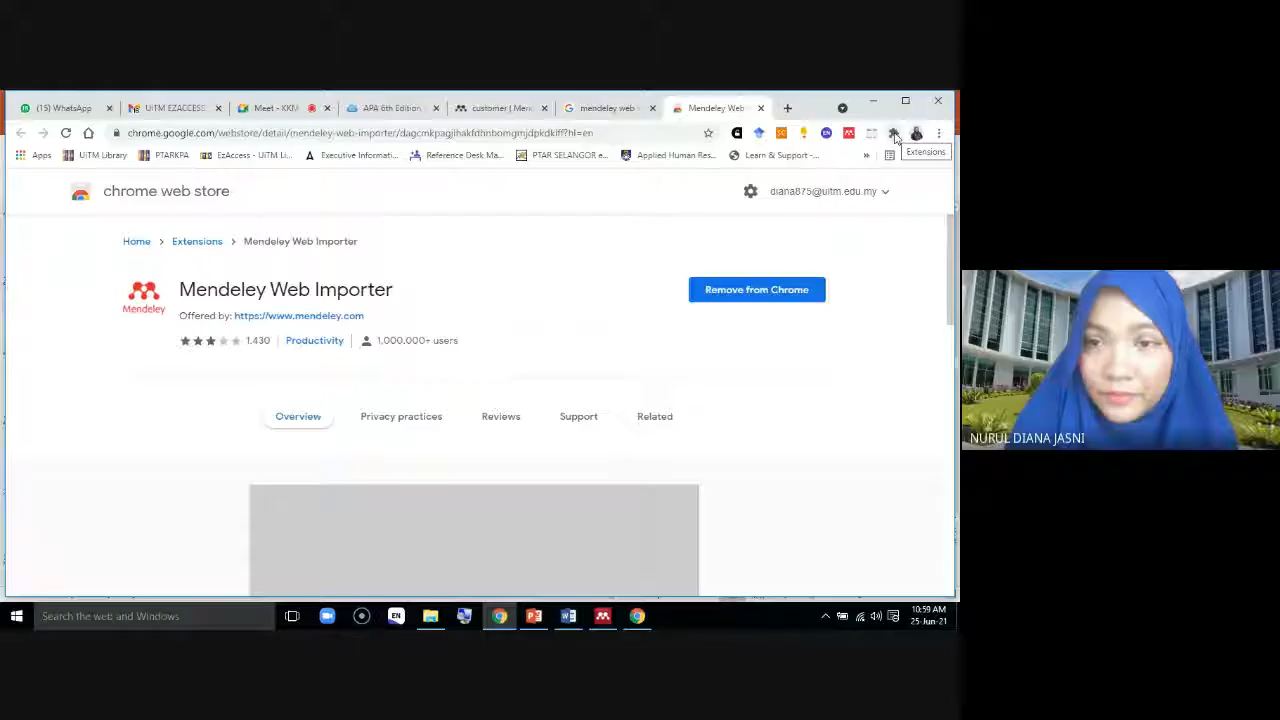 (15) WhatsApp
UiTM EZACCESS
Meet - KKM
APA 6th Edition
customer (.Men
mendeley web
Mendeley Web
chrome.google.com/webstore/detail/mendeley-web-importer/dagcmkpagjlhakfdhnbomgmjdpkdklff?hl=en
Extensions
Apps
UiTM Library
PTARKPA
EzAccess - UiTM Li...
Executive Informati...
Reference Desk Ma...
PTAR SELANGOR e...
Applied Human Res...
Learn & Support -...
»
chrome web store
diana875@uitm.edu.my
Home > Extensions > Mendeley Web Importer
Mendeley Web Importer
Remove from Chrome
Mendeley
Offered by: https://www.mendeley.com
1,430
Productivity
1,000,000+ users
Overview
Privacy practices
Reviews
Support
Related
NURUL DIANA JASNI
Search the web and Windows
EN
10:59 AM
25-Jun-21